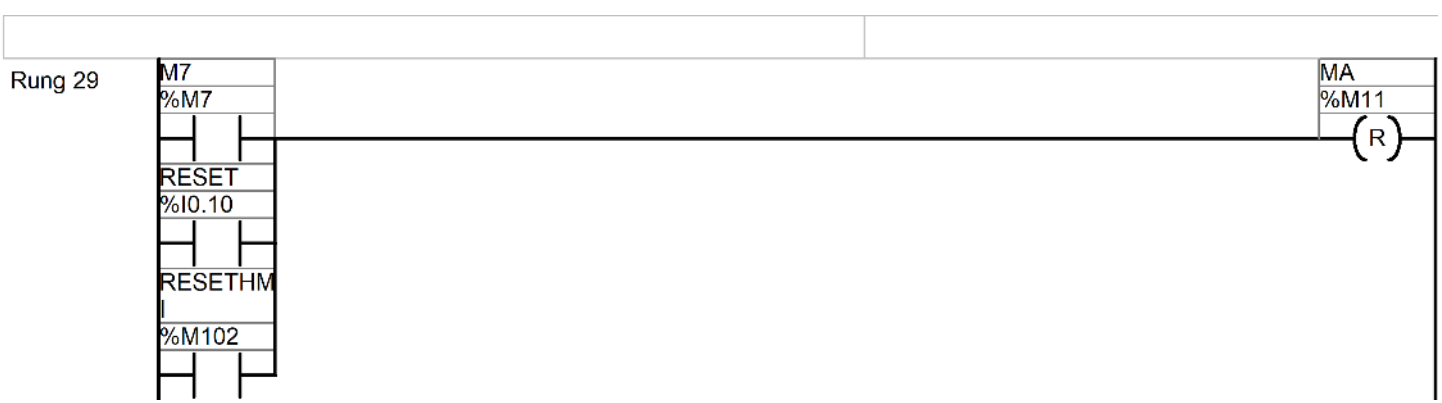 Rung 29
M7
%M7
MA
%M11
R
RESET
%I0.10
RESETHM
I
%M102